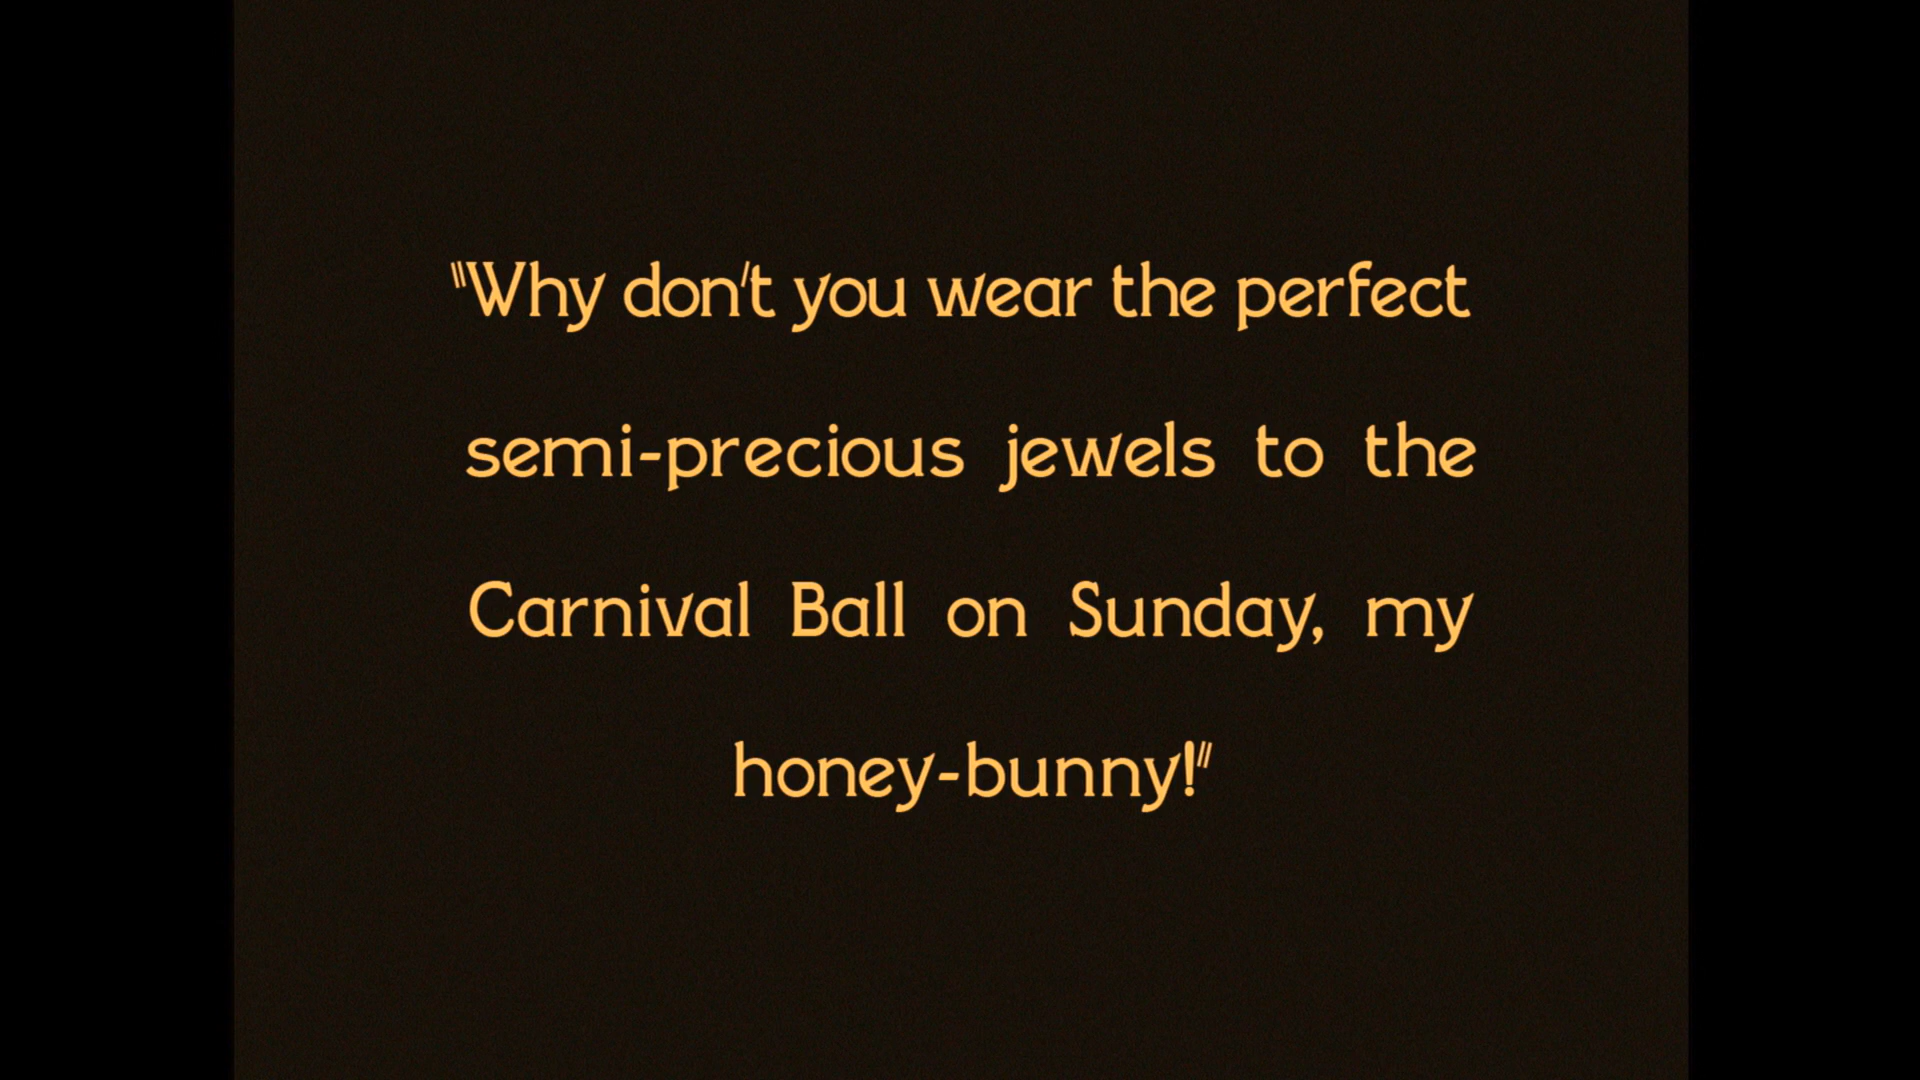 "Why don't you wear the perfect
semi-precious jewels to the
Carnival Ball on Sunday, my
honey-bunny!"